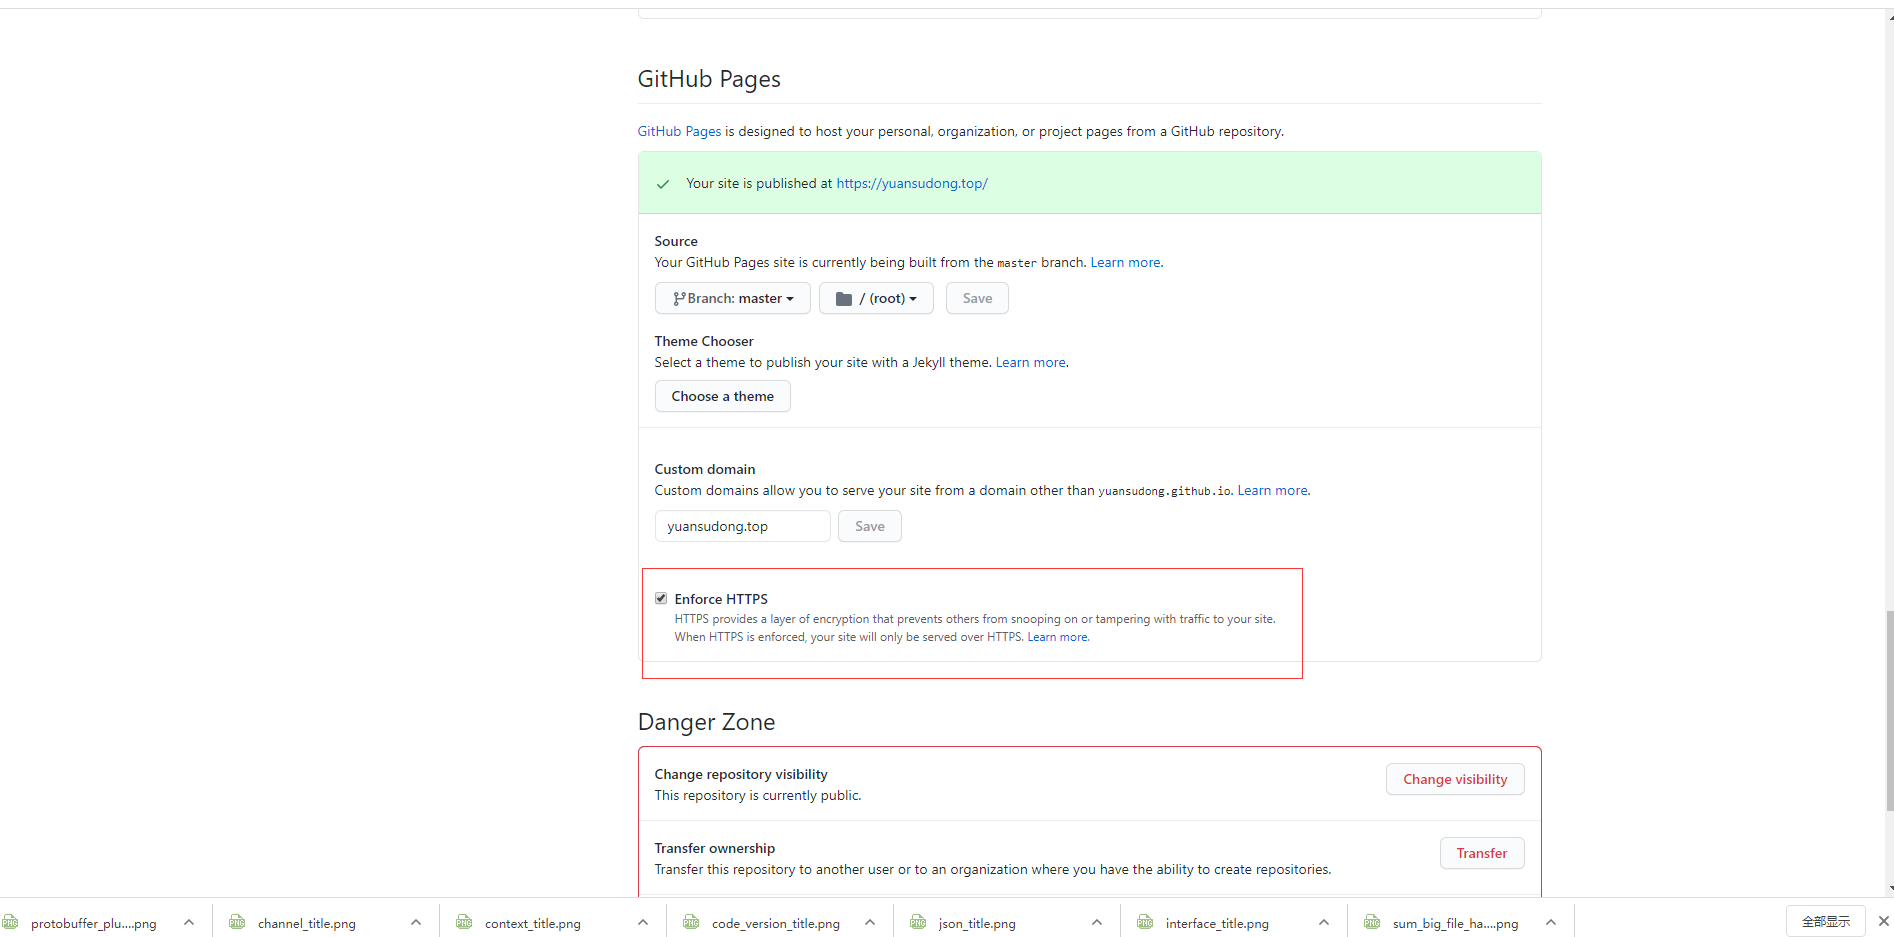 GitHub Pages
GitHub Pages is designed to host your personal, organization, or project pages from a GitHub repository.
Your site is published at https://yuansudong.top/
Source
Your GitHub Pages site is currently being built from the master branch. Learn more.
Branch: master
/ (root)
Save
Theme Chooser
Select a theme to publish your site with a Jekyll theme. Learn more.
Choose a theme
Custom domain
Custom domains allow you to serve your site from a domain other than yuansudong.github.io. Learn more.
yuansudong.top
Save
Enforce HTTPS
HTTPS provides a layer of encryption that prevents others from snooping on or tampering with traffic to your site.
When HTTPS is enforced, your site will only be served over HTTPS. Learn more.
Danger Zone
Change repository visibility
This repository is currently public.
Change visibility
Transfer ownership
Transfer this repository to another user or to an organization where you have the ability to create repositories.
Transfer
protobuffer_plu....png
channel_title.png
context_title.png
code_version_title.png
json_title.png
interface_title.png
sum_big_file_ha....png
全部显示